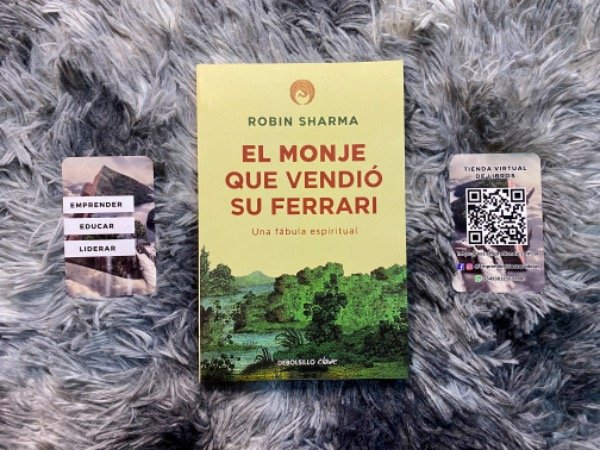 EMPRENDER
EDUCAR
LIDERAR
ROBIN SHARMA
EL MONJE
QUE VENDIÓ
SU FERRARI
Una fábula espiritual
DEBOLSILLO clave
TIENDA VIRTUAL
DE LIBROS